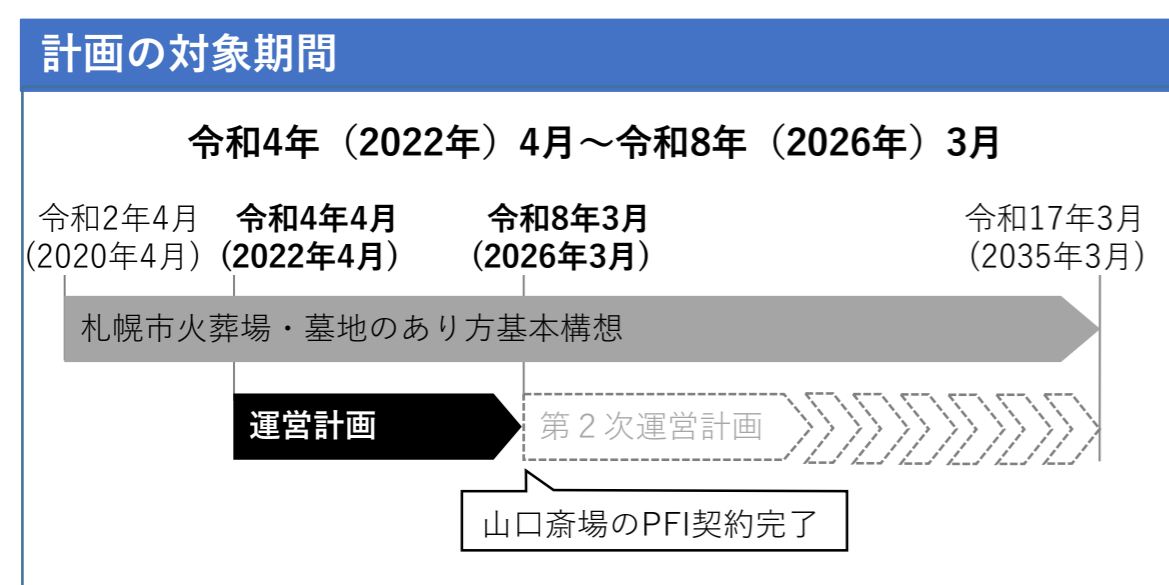 計画の対象期間
令和4年（2022年）4月～令和8年（2026年）3月
令和2年4月
(2020年4月)
令和4年4月
(2022年4月)
令和8年3月
(2026年3月)
令和17年3月
(2035年3月)
札幌市火葬場・墓地のあり方基本構想
運営計画
第２次運営計画
山口斎場のPFI契約完了